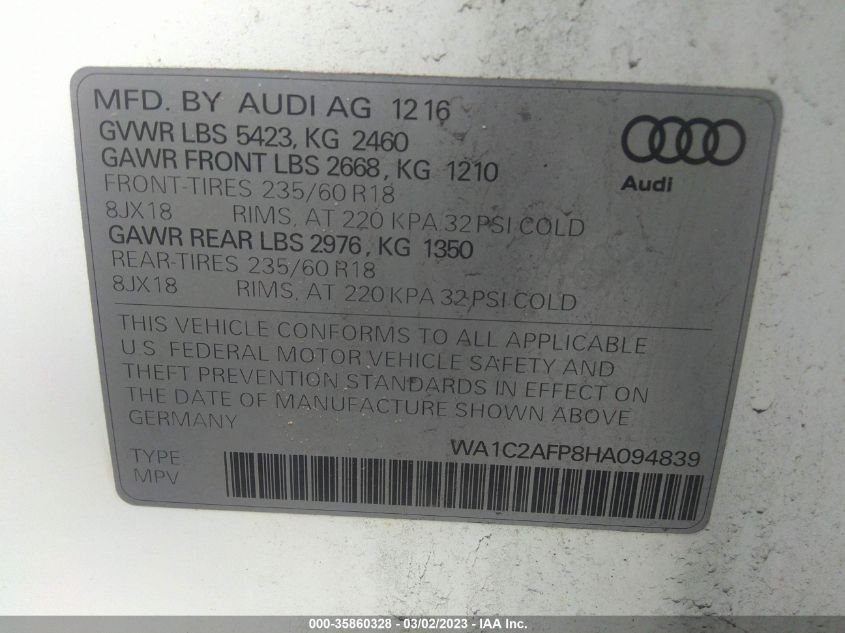 MFD. BY AUDI AG 12 16
GVWR LBS 5423, KG 2460
GAWR FRONT LBS 2668, KG 1210
FRONT-TIRES 235/60 R18
8JX18 RIMS, AT 220 KPA 32 PSI COLD
GAWR REAR LBS 2976, KG 1350
REAR-TIRES 235/60 R18
8JX18 RIMS, AT 220 KPA 32 PSI COLD
Audi
THIS VEHICLE CONFORMS TO ALL APPLICABLE
U.S. FEDERAL MOTOR VEHICLE SAFETY AND
THEFT PREVENTION STANDARDS IN EFFECT ON
THE DATE OF MANUFACTURE SHOWN ABOVE
GERMANY
WA1C2AFP8HA094839
TYPE
MPV
000-35860328 - 03/02/2023 - IAA Inc.